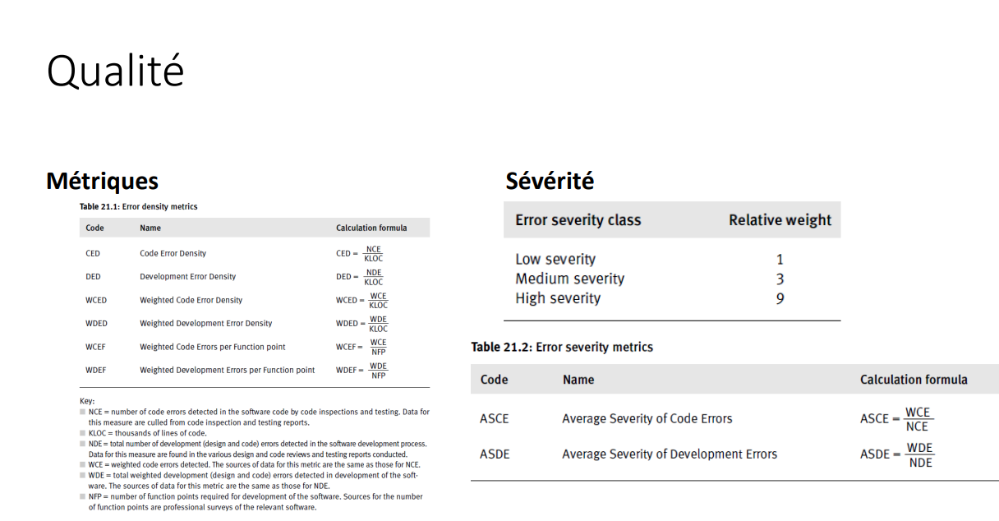 Qualité
Métriques
Table 21.1: Error density metrics
Code Name Calculation formula
CED Code Error Density CED = NCE / KLOC
DED Development Error Density DED = NDE / KLOC
WCED Weighted Code Error Density WCED = WCE / KLOC
WDED Weighted Development Error Density WDED = WDE / KLOC
WCEF Weighted Code Errors per Function point WCEF = WCE / NFP
WDEF Weighted Development Errors per Function point WDEF = WDE / NFP
Key:
NCE = number of code errors detected in the software code by code inspections and testing. Data for
this measure are culled from code inspection and testing reports.
KLOC = thousands of lines of code.
NDE = total number of development (design and code) errors detected in the software development process.
Data for this measure are found in the various design and code reviews and testing reports conducted.
WCE = weighted code errors detected. The sources of data for this metric are the same as those for NCE.
WDE = total weighted development (design and code) errors detected in development of the soft-
ware. The sources of data for this metric are the same as those for NDE.
NFP = number of function points required for development of the software. Sources for the number
of function points are professional surveys of the relevant software.
Sévérité
Error severity class Relative weight
Low severity 1
Medium severity 3
High severity 9
Table 21.2: Error severity metrics
Code Name Calculation formula
ASCE Average Severity of Code Errors ASCE = WCE / NCE
ASDE Average Severity of Development Errors ASDE = WDE / NDE